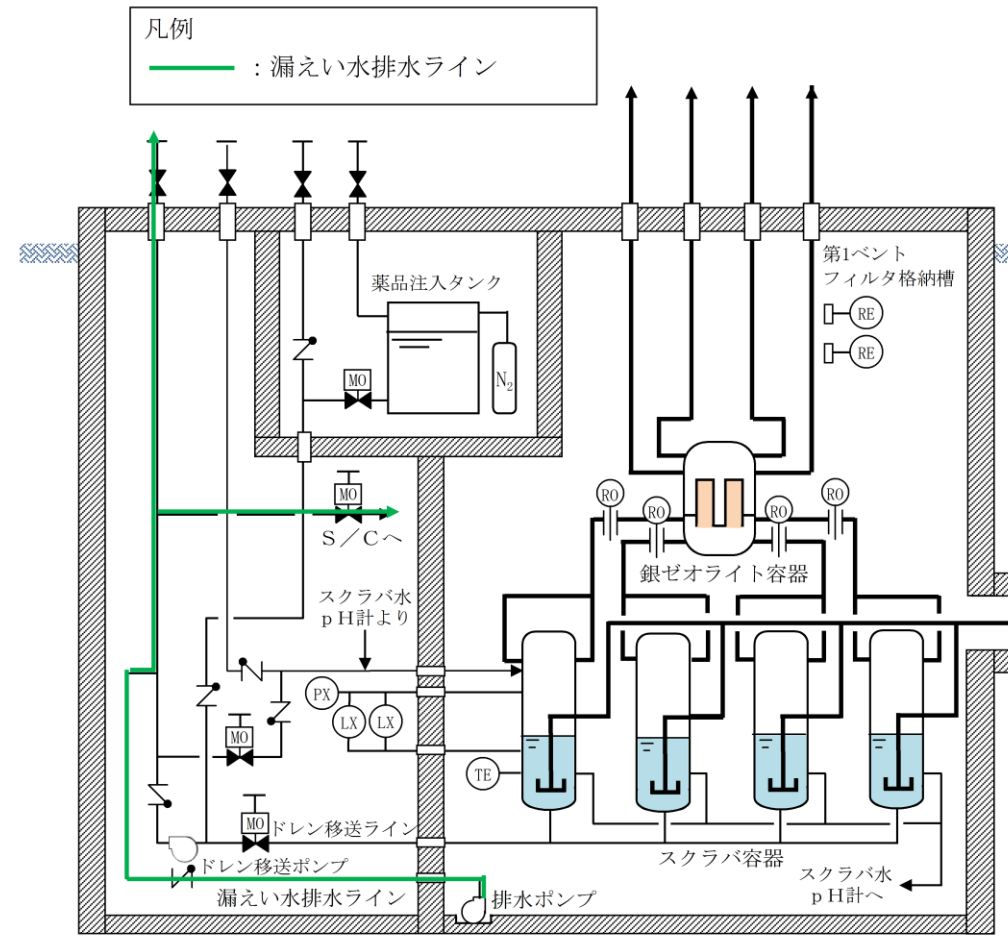 凡例
：漏えい水排水ライン
第1ベント
フィルタ格納槽
RE
RE
薬品注入タンク
N₂
MO
MO
S／Cへ
RO
RO
RO
RO
銀ゼオライト容器
スクラバ水
ｐH計より
PX
LX
LX
MO
TE
MO
ドレン移送ライン
スクラバ容器
ドレン移送ポンプ
スクラバ水
ｐH計へ
漏えい水排水ライン
排水ポンプ